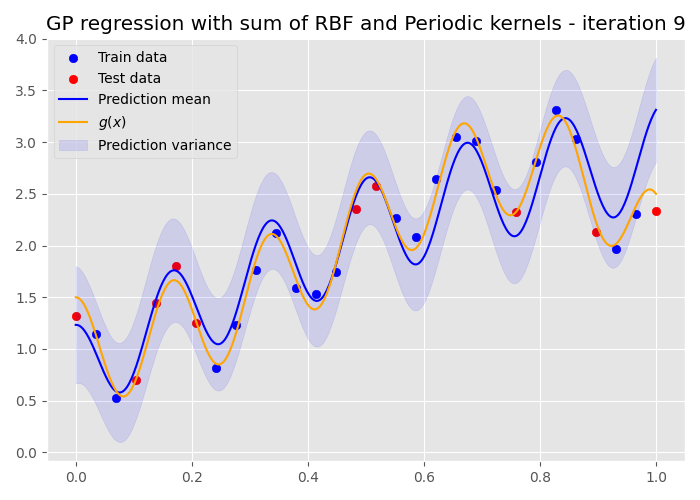 GP regression with sum of RBF and Periodic kernels - iteration 9
4.0
3.5
3.0
2.5
2.0
1.5
1.0
0.5
0.0
Train data
Test data
Prediction mean
g(x)
Prediction variance
0.0 0.2 0.4 0.6 0.8 1.0